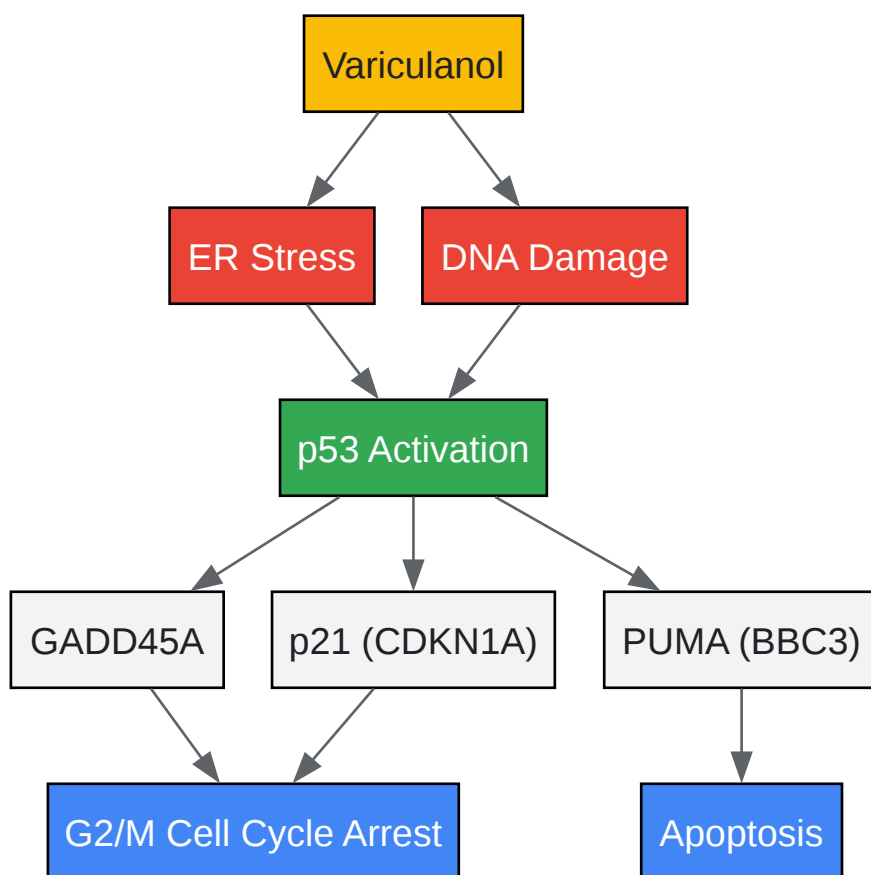 Variculanol
ER Stress
DNA Damage
p53 Activation
GADD45A
p21 (CDKN1A)
PUMA (BBC3)
G2/M Cell Cycle Arrest
Apoptosis